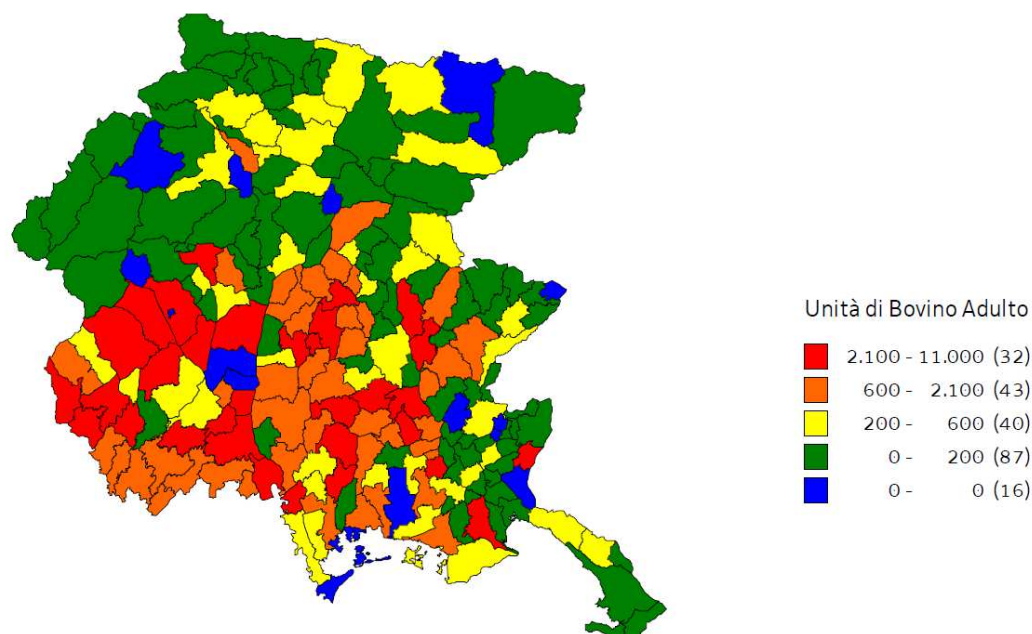 Unità di Bovino Adulto
2.100 - 11.000 (32)
600 - 2.100 (43)
200 - 600 (40)
0 - 200 (87)
0 - 0 (16)